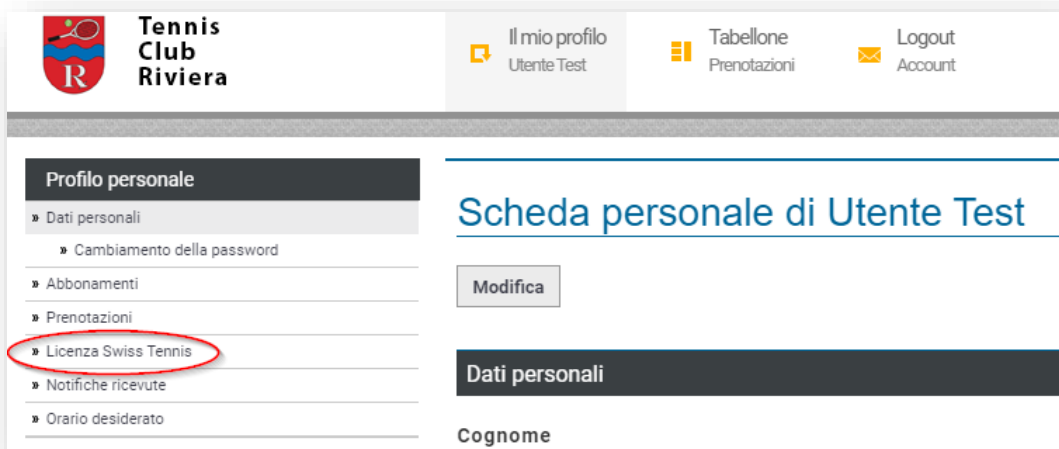 Tennis
Club
Riviera
R
Il mio profilo
Utente Test
Tabellone
Prenotazioni
Logout
Account
Profilo personale
» Dati personali
» Cambiamento della password
» Abbonamenti
» Prenotazioni
» Licenza Swiss Tennis
» Notifiche ricevute
» Orario desiderato
Scheda personale di Utente Test
Modifica
Dati personali
Cognome